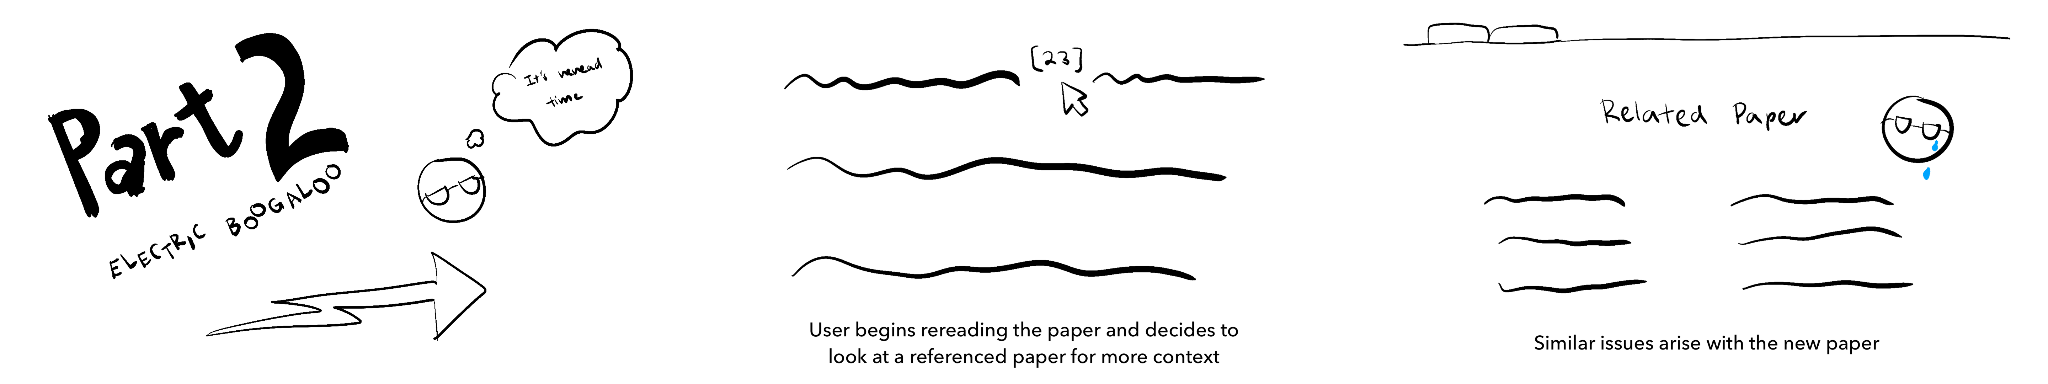 Part 2
ELECTRIC BOOGALOO
It's reread
time
[23]
User begins rereading the paper and decides to
look at a referenced paper for more context
Related Paper
Similar issues arise with the new paper